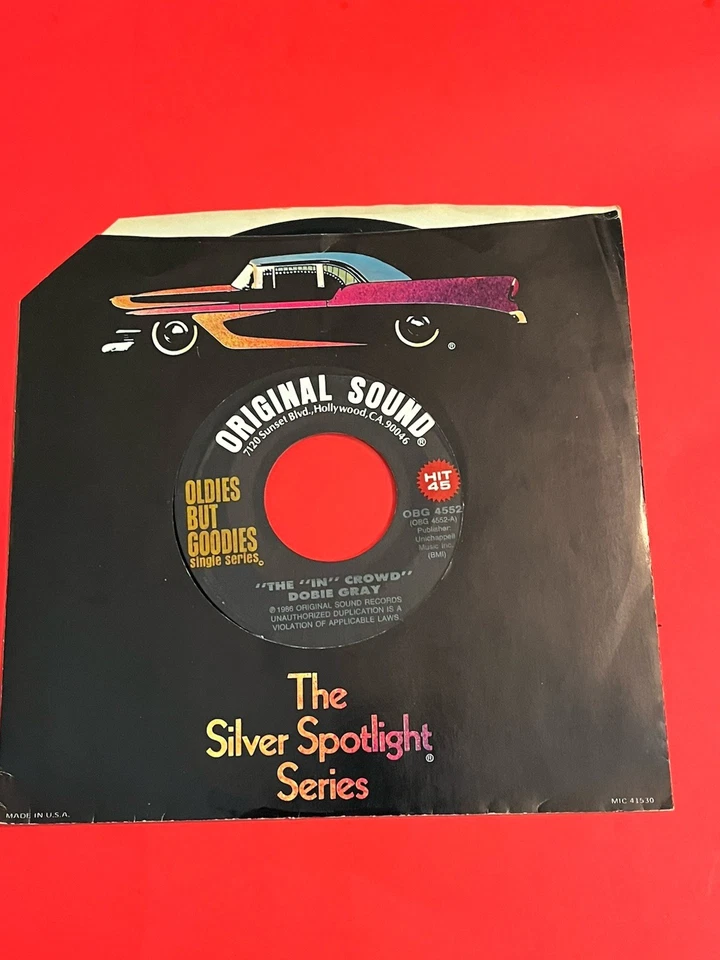 ®
ORIGINAL SOUND®
7120 Sunset Blvd., Hollywood, CA. 90046
OLDIES
BUT
GOODIES
single series
HIT
45
OBG 4552
(OBG 4552-A)
Publisher:
Unichappell
Music Inc.
(BMI)
"THE "IN" CROWD"
DOBIE GRAY
℗ 1986 ORIGINAL SOUND RECORDS
UNAUTHORIZED DUPLICATION IS A
VIOLATION OF APPLICABLE LAWS.
The
Silver Spotlight®
Series
MADE IN U.S.A.
MIC 41530